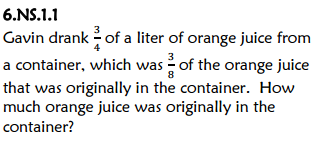 6.NS.1.1
Gavin drank 3/4 of a liter of orange juice from
a container, which was 3/8 of the orange juice
that was originally in the container. How
much orange juice was originally in the
container?